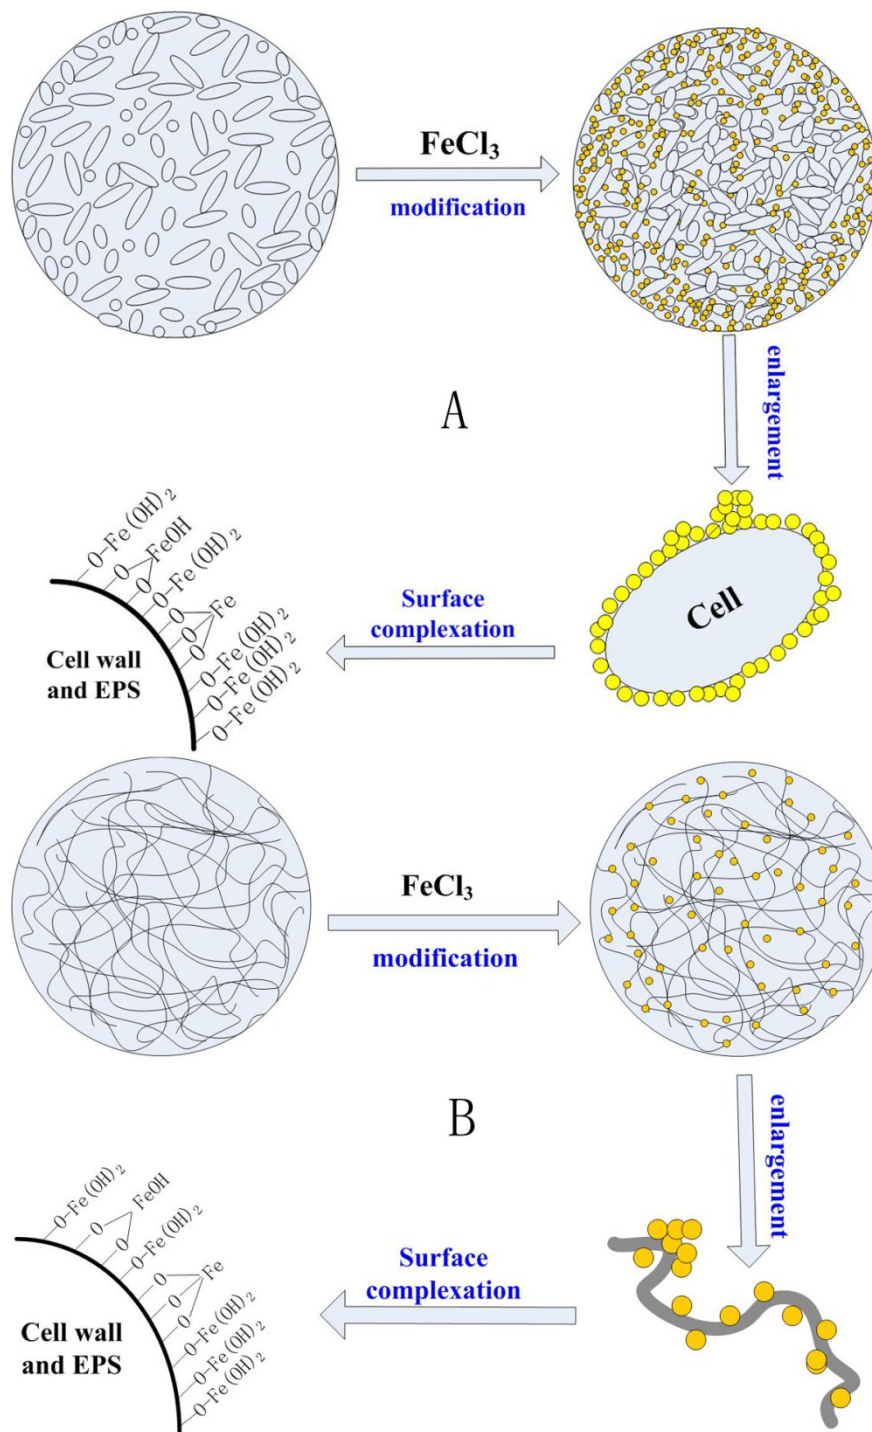 FeCl₃
modification
enlargement
A
O-Fe(OH)₂
O
FeOH
O
O-Fe(OH)₂
O
Fe
O
O
O-Fe(OH)₂
O-Fe(OH)₂
O-Fe(OH)₂
Cell wall
and EPS
Surface
complexation
Cell
FeCl₃
modification
enlargement
B
O-Fe(OH)₂
O
FeOH
O
O-Fe(OH)₂
O
Fe
O
O
O-Fe(OH)₂
O-Fe(OH)₂
O-Fe(OH)₂
Cell wall
and EPS
Surface
complexation